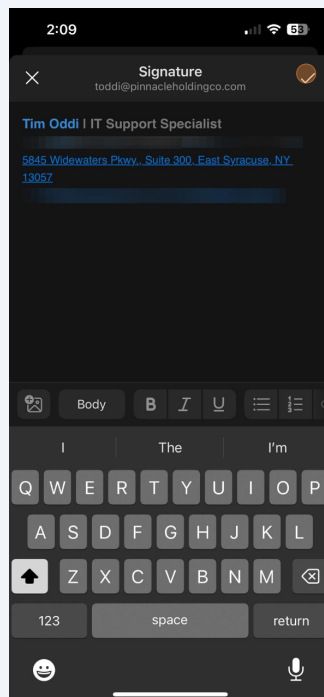 2:09
53
Signature
toddi@pinnacleholdingco.com
Tim Oddi | IT Support Specialist
5845 Widewaters Pkwy., Suite 300, East Syracuse, NY
13057
Body B I U
I The I'm
Q W E R T Y U I O P
A S D F G H J K L
Z X C V B N M
123 space return